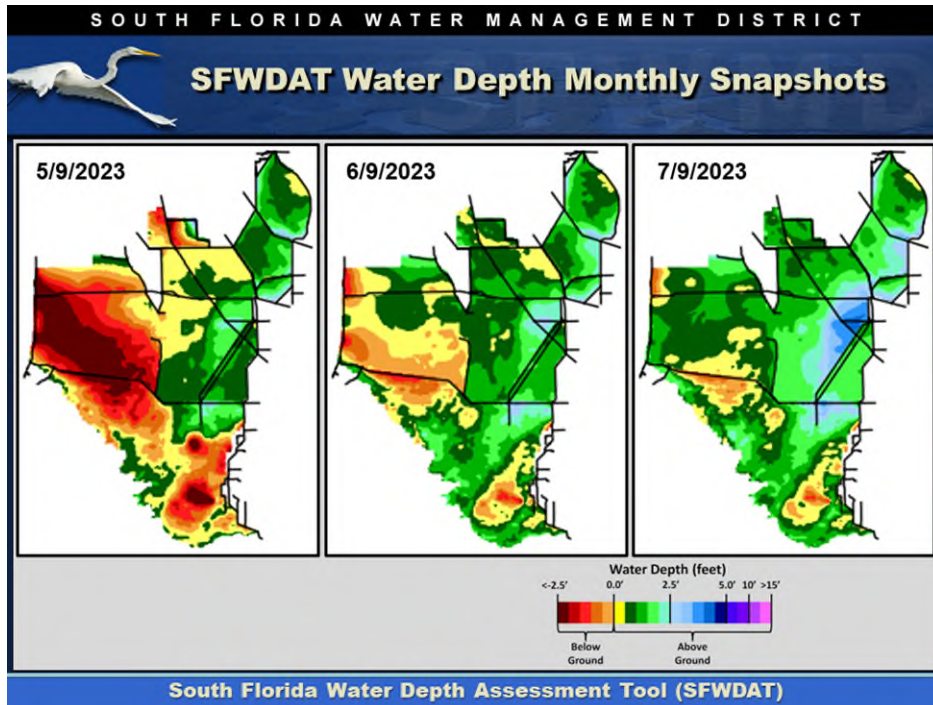 SOUTH FLORIDA WATER MANAGEMENT DISTRICT
SFWDAT Water Depth Monthly Snapshots
5/9/2023
6/9/2023
7/9/2023
Water Depth (feet)
<-2.5' 0.0' 2.5' 5.0' 10' >15'
Below Ground
Above Ground
South Florida Water Depth Assessment Tool (SFWDAT)